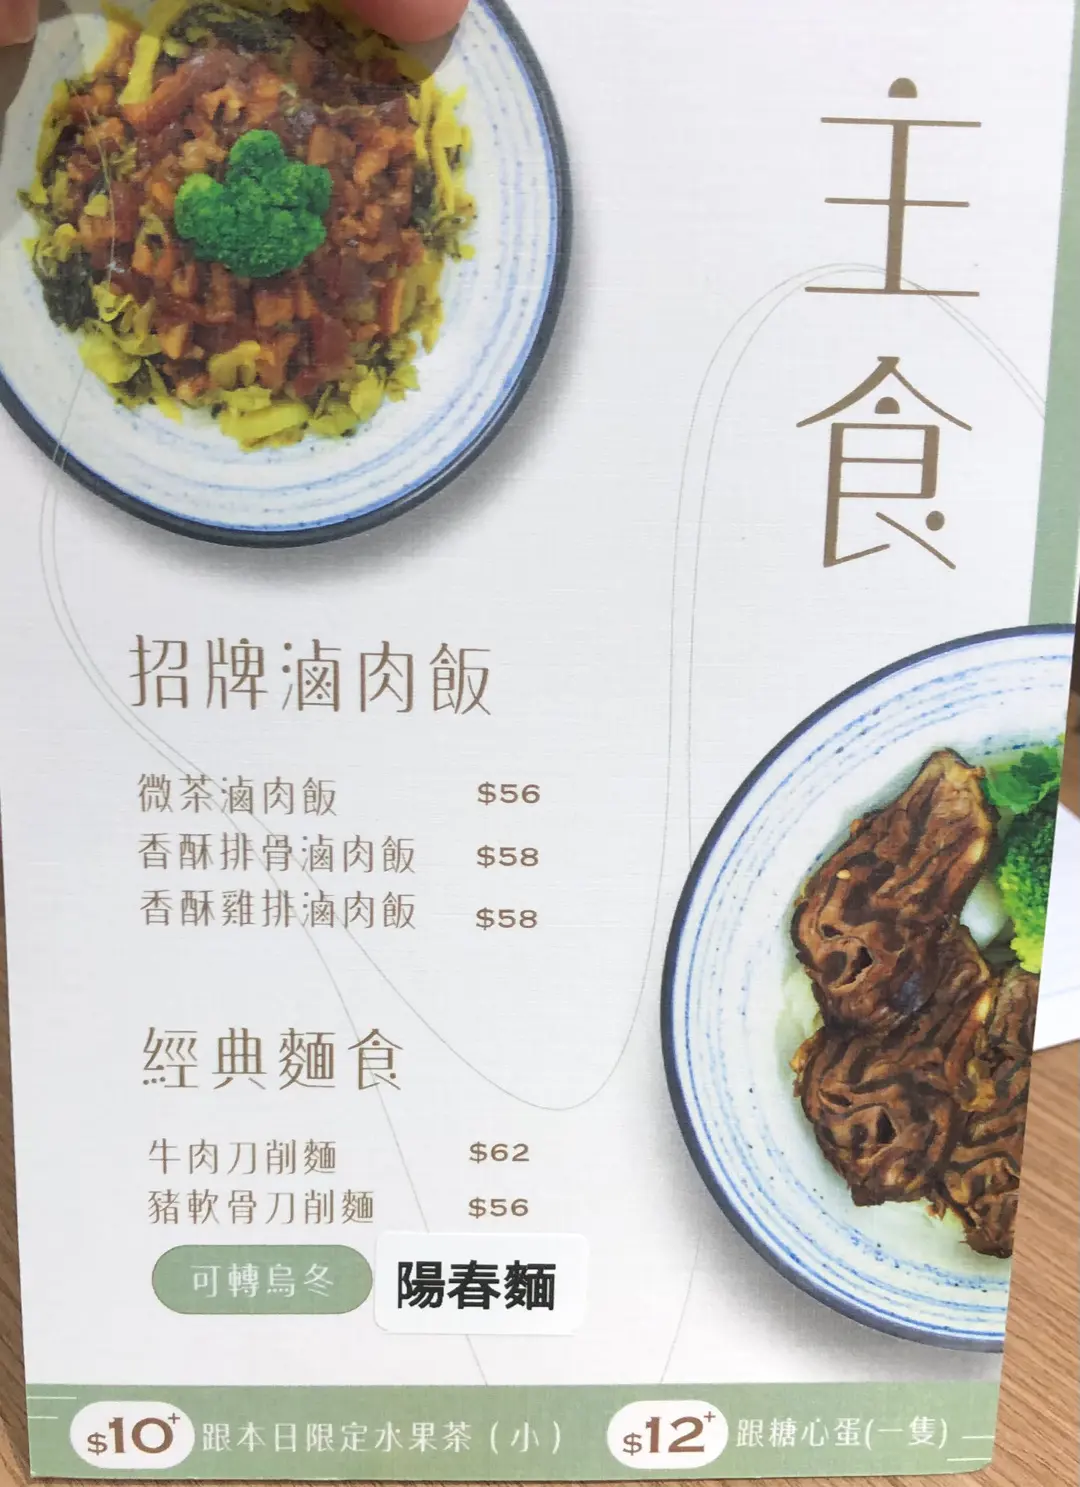 主食
招牌滷肉飯
微茶滷肉飯 $56
香酥排骨滷肉飯 $58
香酥雞排滷肉飯 $58
經典麵食
牛肉刀削麵 $62
豬軟骨刀削麵 $56
可轉烏冬 陽春麵
$10+ 跟本日限定水果茶(小) $12+ 跟糖心蛋(一隻)